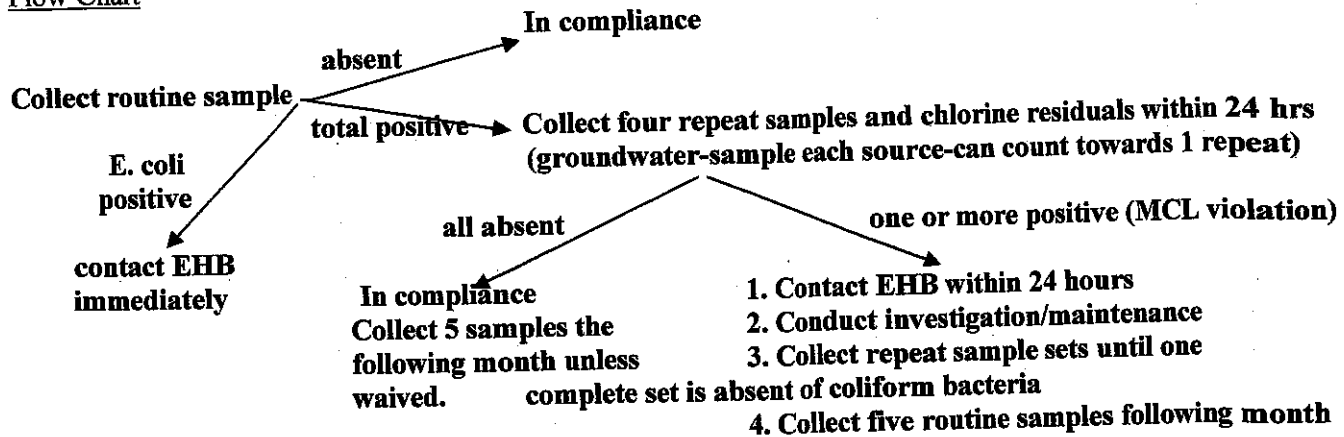 Flow Chart
In compliance
absent
Collect routine sample
total positive
Collect four repeat samples and chlorine residuals within 24 hrs
(groundwater-sample each source-can count towards 1 repeat)
E. coli
positive
all absent
one or more positive (MCL violation)
contact EHB
immediately
In compliance
Collect 5 samples the
following month unless
waived.
1. Contact EHB within 24 hours
2. Conduct investigation/maintenance
3. Collect repeat sample sets until one
complete set is absent of coliform bacteria
4. Collect five routine samples following month